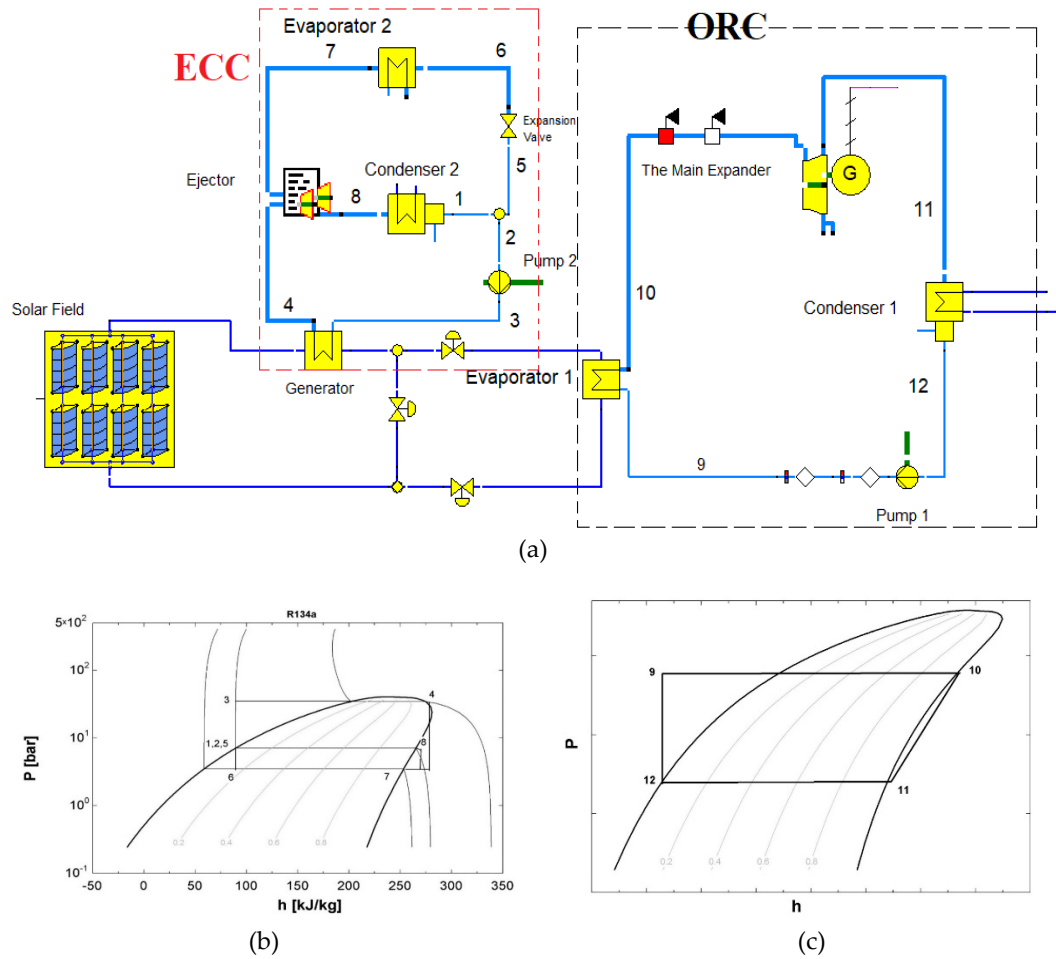 ORC
Evaporator 2
ECC
7
6
Expansion
Valve
The Main Expander
G
5
Ejector
Condenser 2
8
1
2
11
Pump 2
10
Condenser 1
4
3
Solar Field
Generator
Evaporator 1
12
9
Pump 1
(a)
R134a
5×10²
10²
10¹
10⁰
10⁻¹
P [bar]
3
4
1,2,5
8
6
7
0.2
0.4
0.6
0.8
-50
0
50
100
150
200
250
300
350
h [kJ/kg]
(b)
P
9
10
12
11
0.2
0.4
0.6
0.8
h
(c)